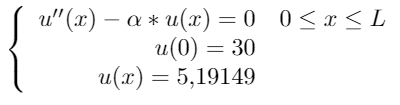 u''(x) − α ∗ u(x) = 0 0 ≤ x ≤ L
u(0) = 30
u(x) = 5,19149